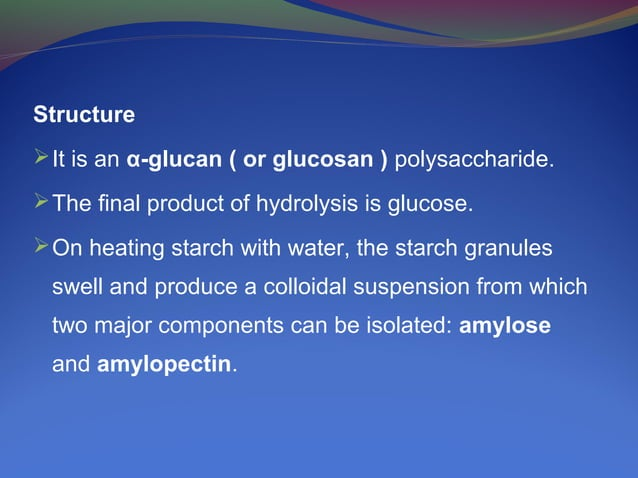 Structure
It is an α-glucan ( or glucosan ) polysaccharide.
The final product of hydrolysis is glucose.
On heating starch with water, the starch granules
swell and produce a colloidal suspension from which
two major components can be isolated: amylose
and amylopectin.